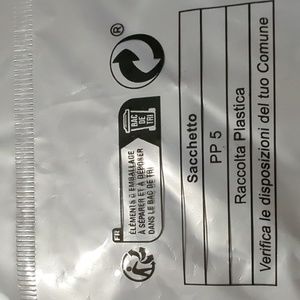 Sacchetto
PP 5
Raccolta Plastica
Verifica le disposizioni del tuo Comune
®
BAC
DE
TRI
FR
ÉLÉMENTS D'EMBALLAGE
À SÉPARER ET À DÉPOSER
DANS LE BAC DE TRI